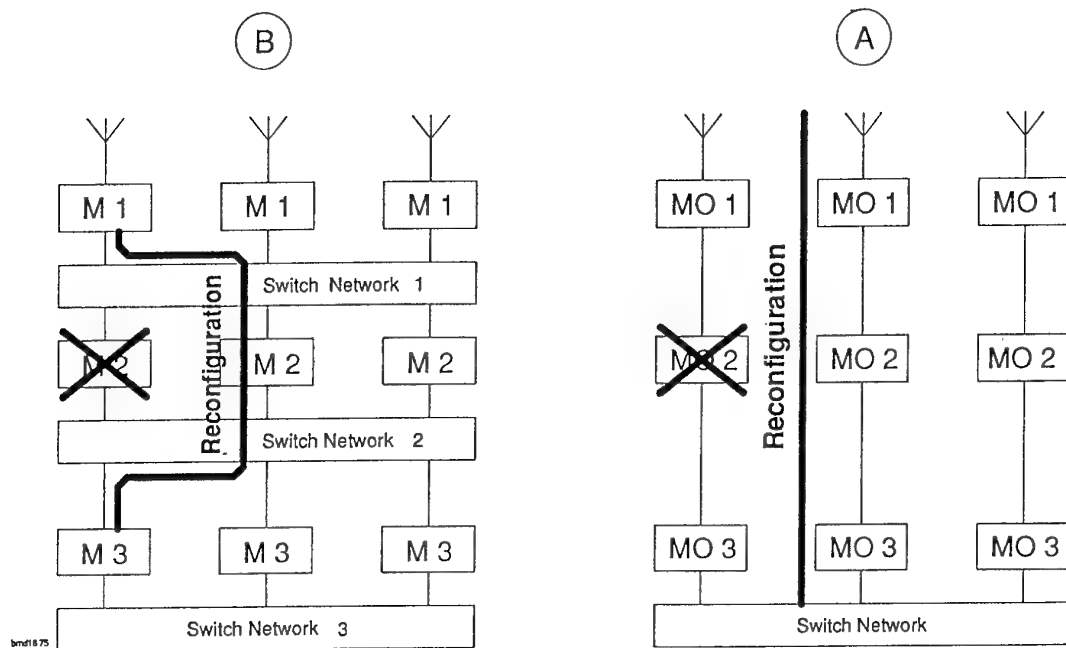 B
A
M 1
M 1
M 1
MO 1
MO 1
MO 1
Switch Network 1
Reconfiguration
Reconfiguration
M 2
M 2
M 2
MO 2
MO 2
MO 2
Switch Network 2
M 3
M 3
M 3
MO 3
MO 3
MO 3
Switch Network 3
Switch Network
bmd1875